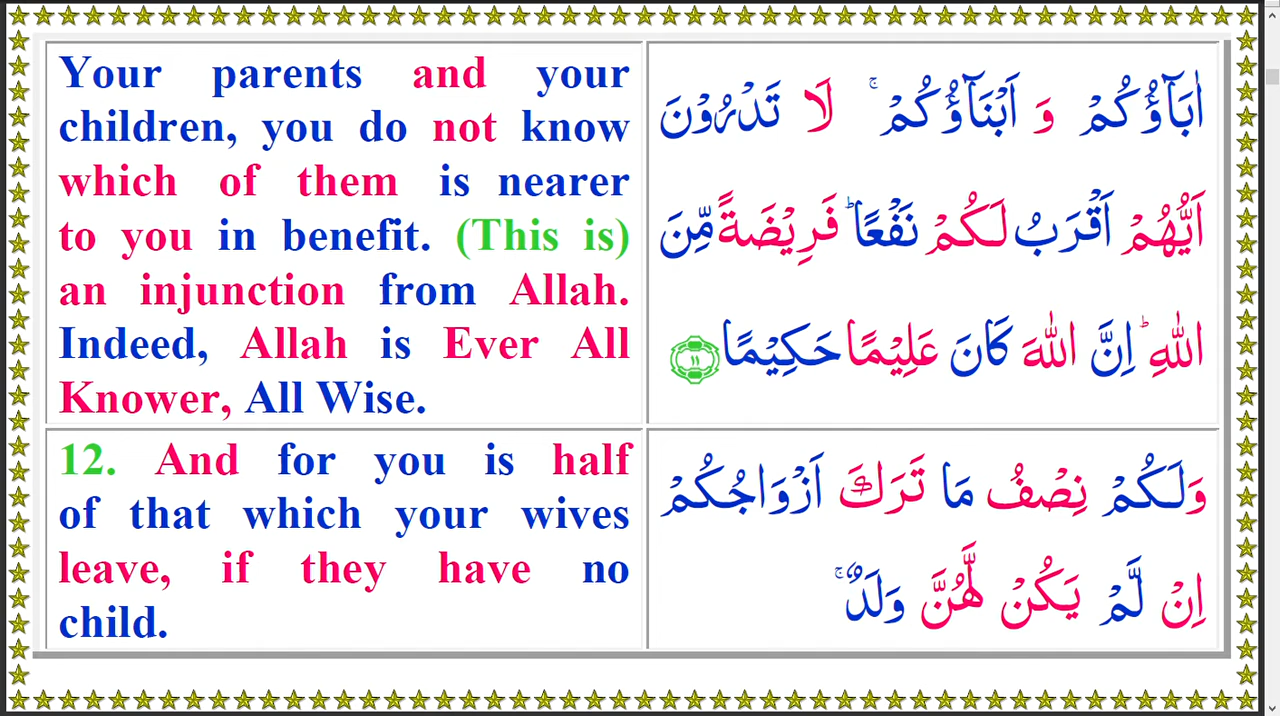 Your parents and your
children, you do not know
which of them is nearer
to you in benefit. (This is)
an injunction from Allah.
Indeed, Allah is Ever All
Knower, All Wise.
اٰبَآؤُكُمْ وَ اَبْنَآؤُكُمْ ۚ لَا تَدْرُوْنَ
اَيُّهُمْ اَقْرَبُ لَكُمْ نَفْعًا ؕ فَرِيْضَةً مِّنَ
اللّٰهِ ؕ اِنَّ اللّٰهَ كَانَ عَلِيْمًا حَكِيْمًا ١١
12. And for you is half
of that which your wives
leave, if they have no
child.
وَلَكُمْ نِصْفُ مَا تَرَكَ اَزْوَاجُكُمْ
اِنْ لَّمْ يَكُنْ لَّهُنَّ وَلَدٌ ۚ